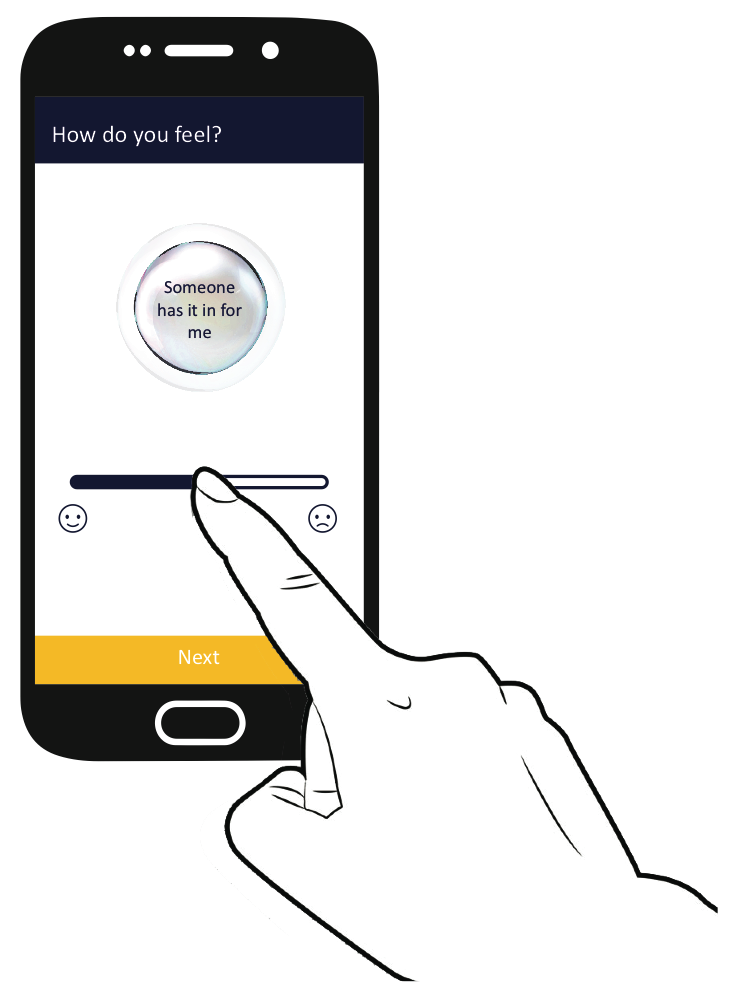 How do you feel?
Someone
has it in for
me
Next